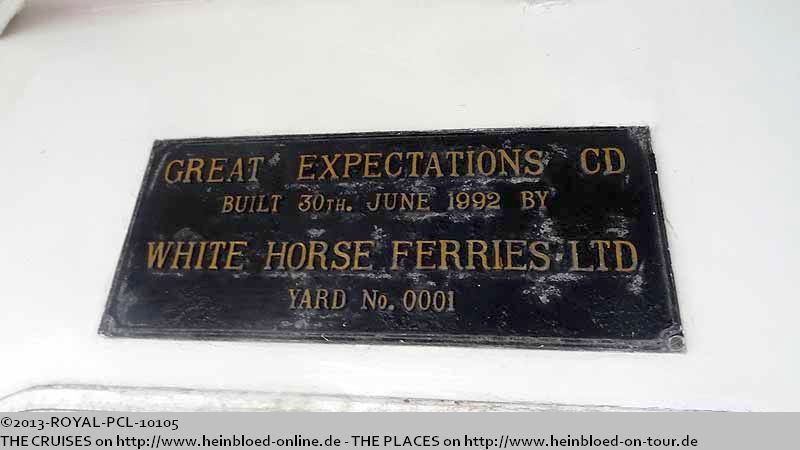 GREAT EXPECTATIONS CD
BUILT 30TH. JUNE 1992 BY
WHITE HORSE FERRIES LTD
YARD No. 0001
©2013-ROYAL-PCL-10105
THE CRUISES on http://www.heinbloed-online.de - THE PLACES on http://www.heinbloed-on-tour.de